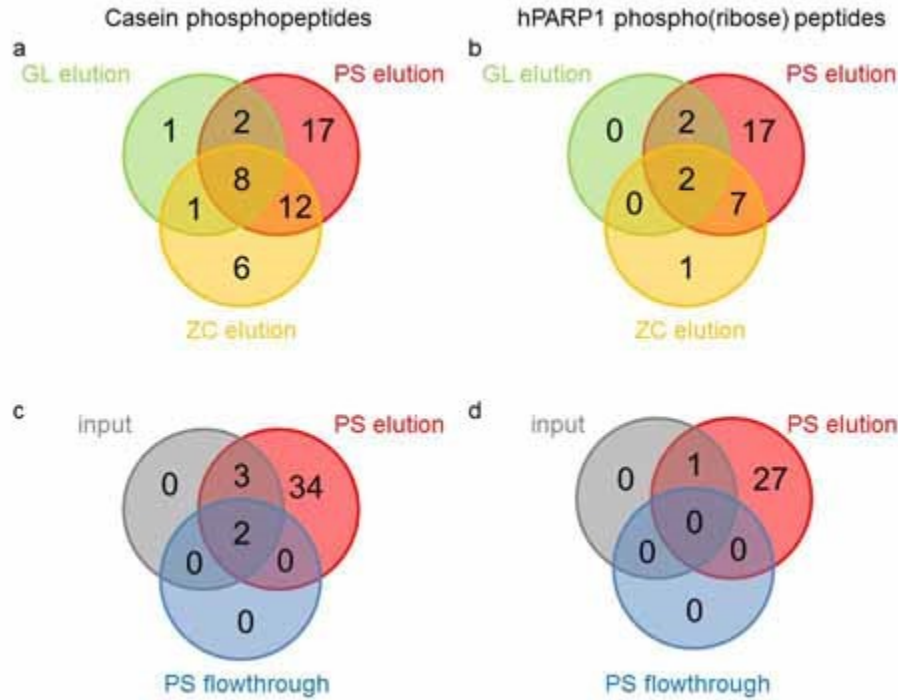 Casein phosphopeptides
hPARP1 phospho(ribose) peptides
a
GL elution
PS elution
1
2
17
8
1
12
6
ZC elution
b
GL elution
PS elution
0
2
17
2
0
7
1
ZC elution
c
input
PS elution
0
3
34
2
0
0
0
PS flowthrough
d
input
PS elution
0
1
27
0
0
0
0
PS flowthrough